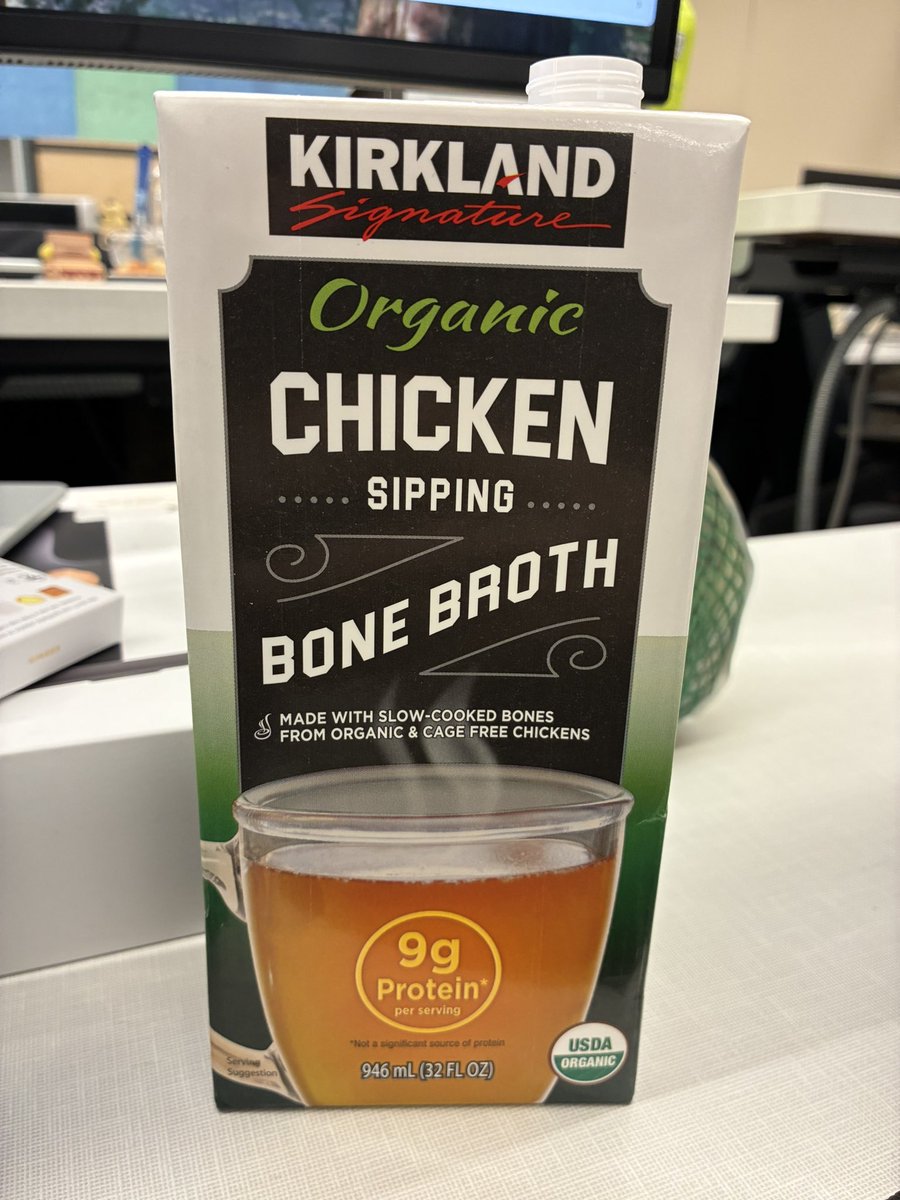 KIRKLAND
Signature
Organic
CHICKEN
SIPPING
BONE BROTH
MADE WITH SLOW-COOKED BONES
FROM ORGANIC & CAGE FREE CHICKENS
9g
Protein*
per serving
*Not a significant source of protein
946 mL (32 FL OZ)
Serving
Suggestion
USDA
ORGANIC